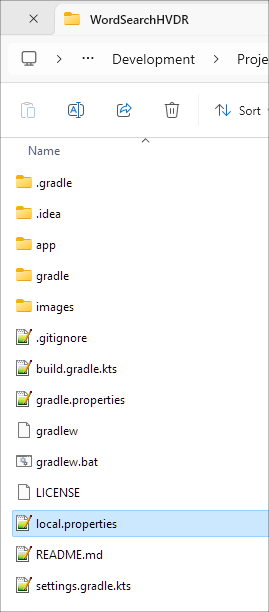 WordSearchHVDR
Development
Proje
Sort
Name
.gradle
.idea
app
gradle
images
.gitignore
build.gradle.kts
gradle.properties
gradlew
gradlew.bat
LICENSE
local.properties
README.md
settings.gradle.kts